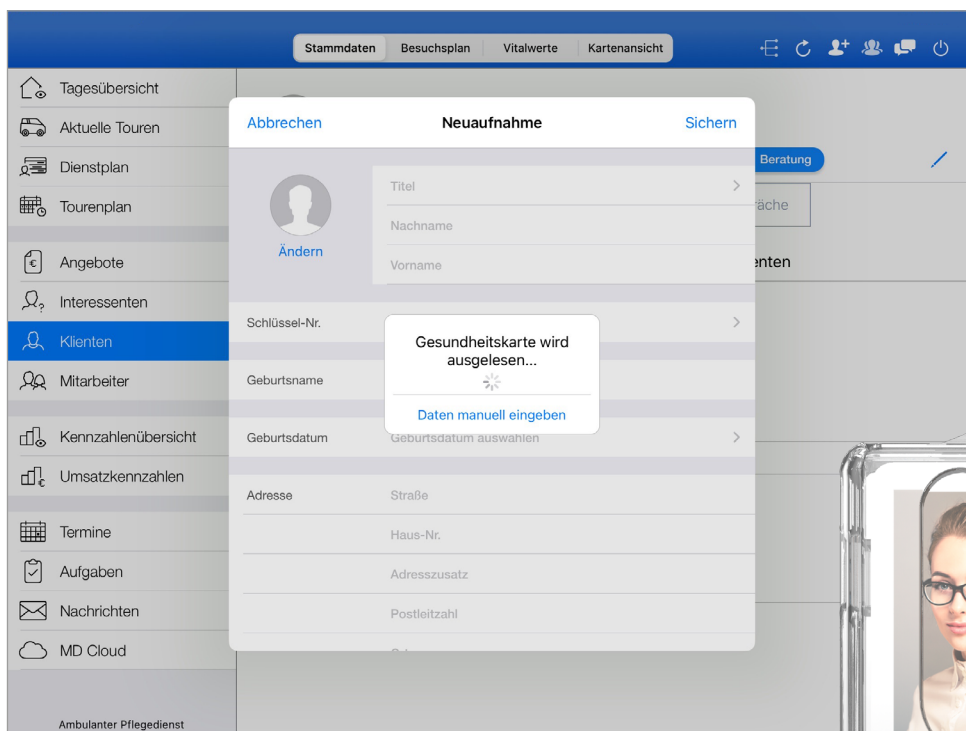 Stammdaten Besuchsplan Vitalwerte Kartenansicht
Tagesübersicht
Aktuelle Touren
Dienstplan
Tourenplan
Angebote
Interessenten
Klienten
Mitarbeiter
Kennzahlenübersicht
Umsatzkennzahlen
Termine
Aufgaben
Nachrichten
MD Cloud
Ambulanter Pflegedienst
Abbrechen Neuaufnahme Sichern
Ändern
Titel
Nachname
Vorname
Schlüssel-Nr.
Gesundheitskarte wird
ausgelesen...
Daten manuell eingeben
Geburtsname
Geburtsdatum Geburtsdatum auswählen
Adresse Straße
Haus-Nr.
Adresszusatz
Postleitzahl
Beratung
äche
enten